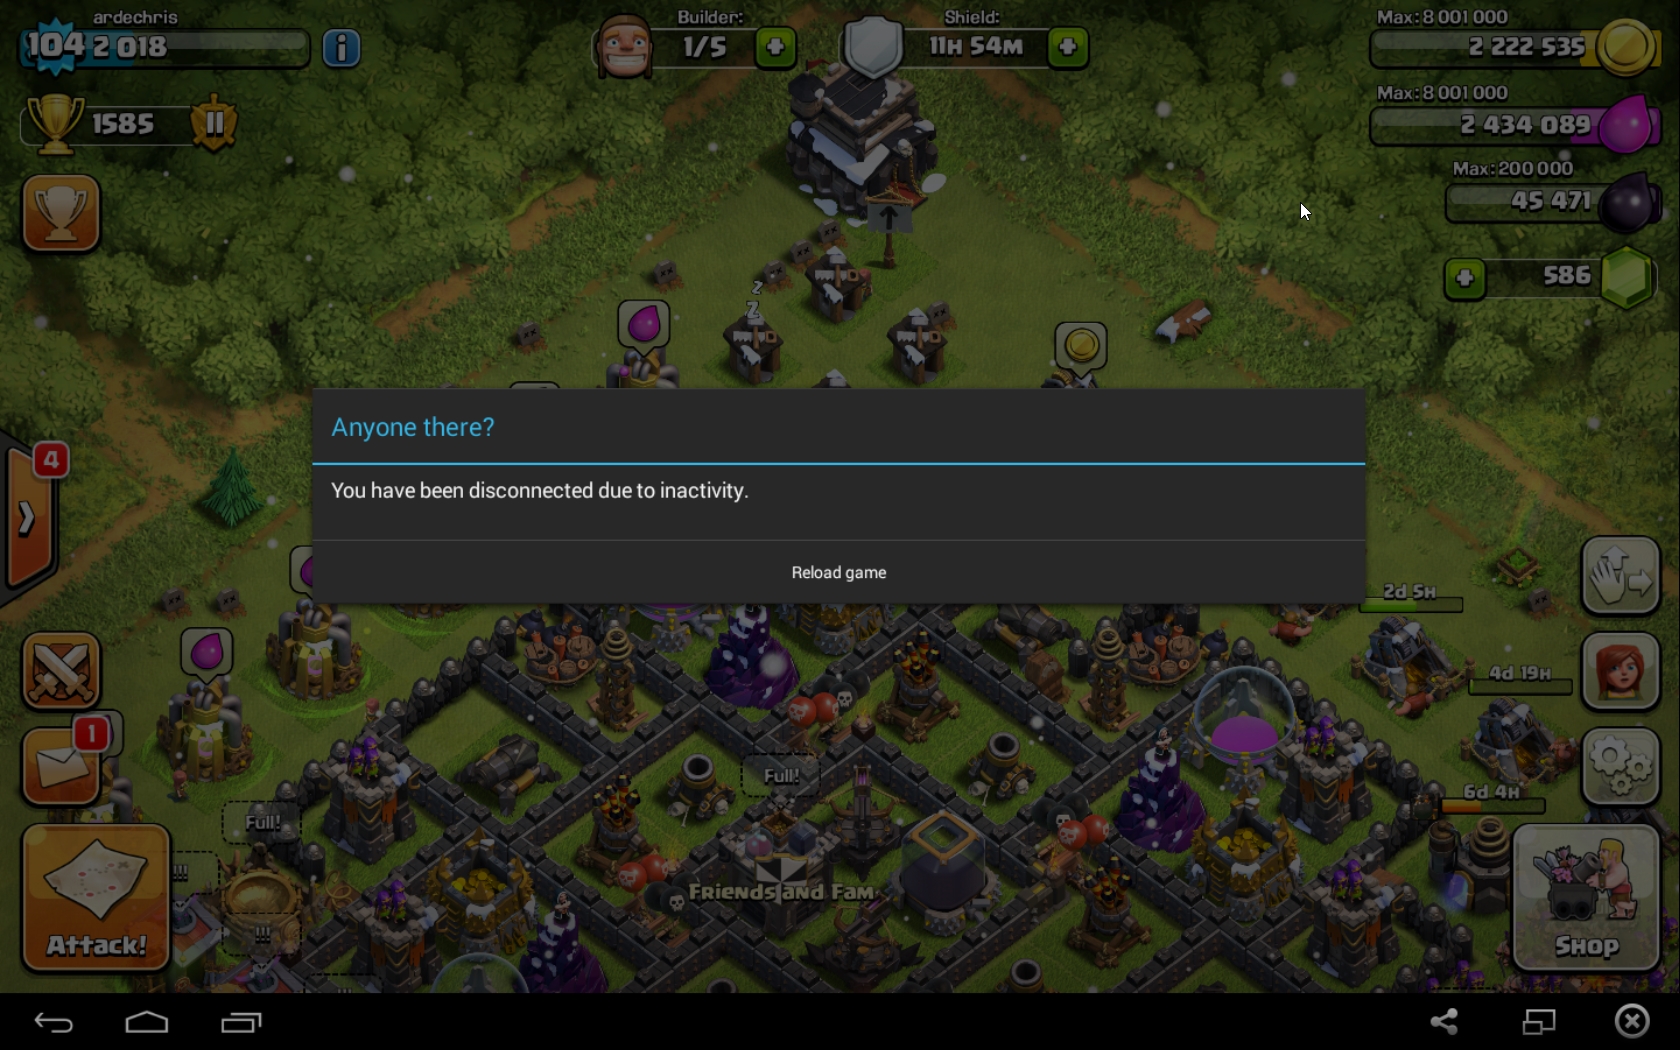 ardechris
104 2 018
Builder:
1/5
Shield:
11H 54M
Max: 8 001 000
2 222 535
Max: 8 001 000
2 434 089
Max: 200 000
45 471
586
1585
z
Z
Anyone there?
You have been disconnected due to inactivity.
Reload game
4
2d 5H
4d 19H
6d 4H
1
Full!
Full!
!!!
!!!
!!!
Friends and Fam
Attack!
Shop